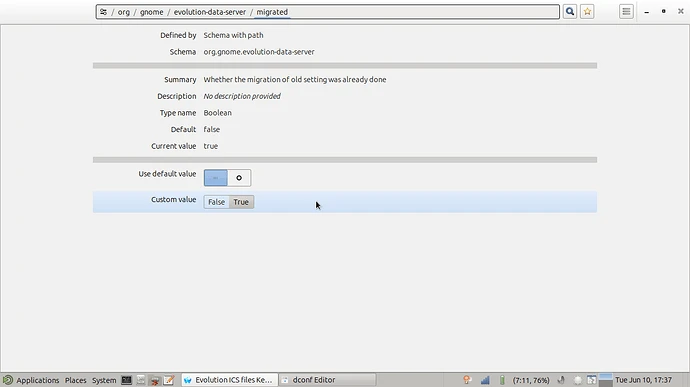 / org / gnome / evolution-data-server / migrated
Defined by Schema with path
Schema org.gnome.evolution-data-server
Summary Whether the migration of old setting was already done
Description No description provided
Type name Boolean
Default false
Current value true
Use default value
Custom value False True
Applications Places System Evolution ICS files Ke... dconf Editor (7:11, 76%) Tue Jun 10, 17:37